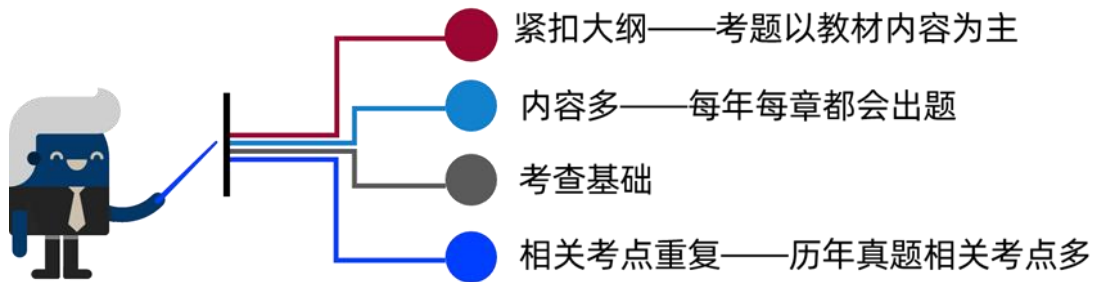 紧扣大纲——考题以教材内容为主
内容多——每年每章都会出题
考查基础
相关考点重复——历年真题相关考点多